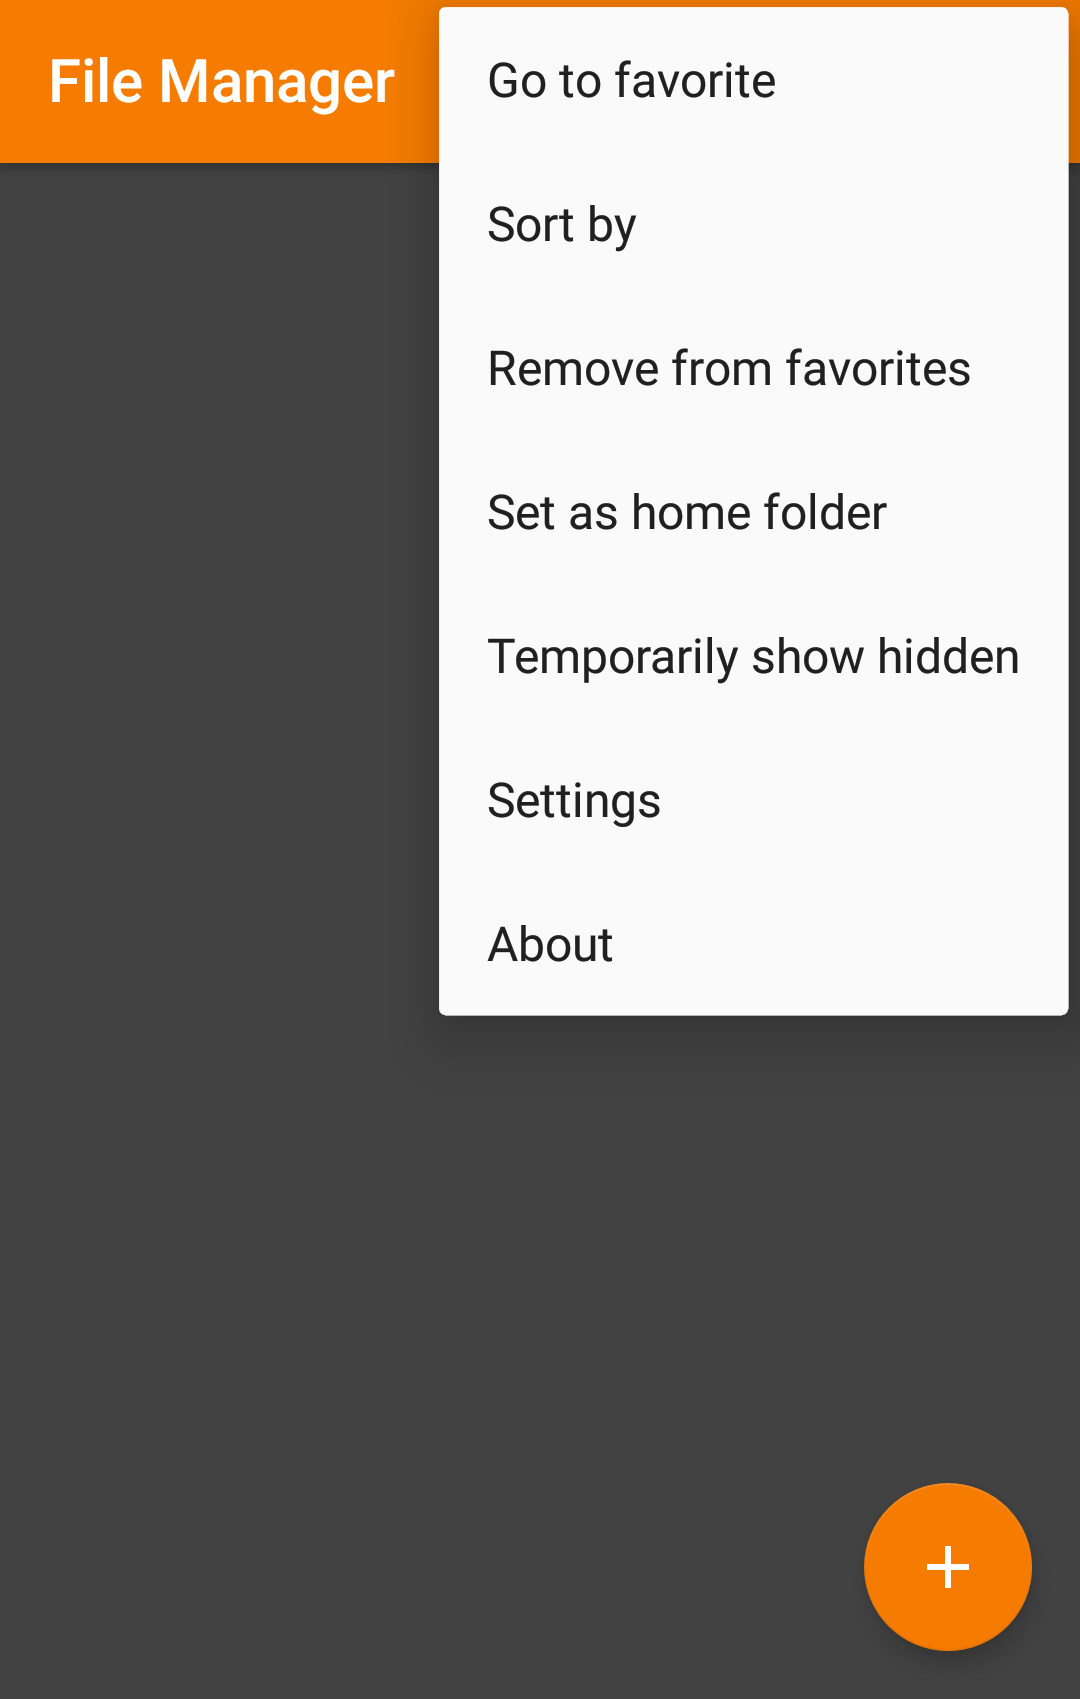 File Manager
Go to favorite
Sort by
Remove from favorites
Set as home folder
Temporarily show hidden
Settings
About